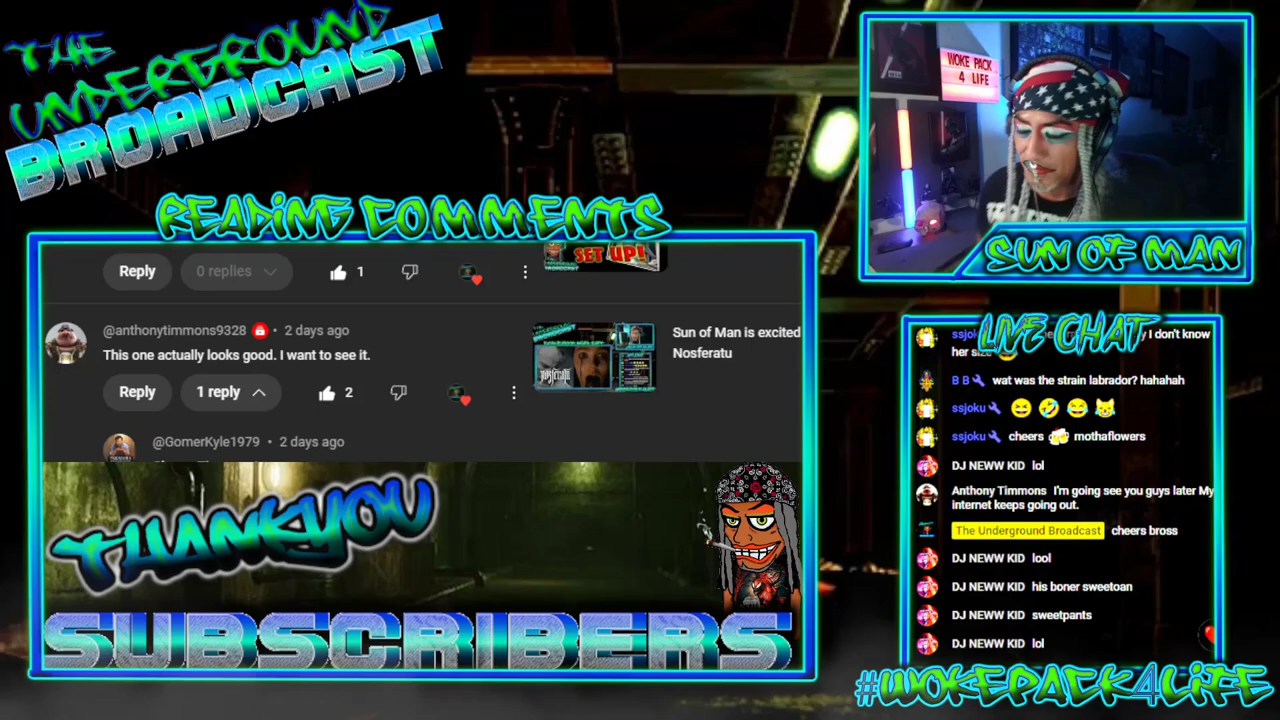 THE
UNDERGROUND
BROADCAST
READING COMMENTS
SET UP!
Reply
0 replies
1
@anthonytimmons9328 • 2 days ago
This one actually looks good. I want to see it.
Sun of Man is excited
Nosferatu
Reply
1 reply
2
@GomerKyle1979 • 2 days ago
THANKYOU
SUBSCRIBERS
WOKE PACK
4 LIFE
SUN OF MAN
LIVE CHAT
ssjok
y I don't know
her size
B B wat was the strain labrador? hahahah
ssjoku 😆 🤣 😂 😹
ssjoku cheers 🍻 mothaflowers
DJ NEWW KID lol
Anthony Timmons I'm going see you guys later My
internet keeps going out.
The Underground Broadcast cheers bross
DJ NEWW KID lool
DJ NEWW KID his boner sweetoan
DJ NEWW KID sweetpants
DJ NEWW KID lol
#WOKEPACK4LIFE